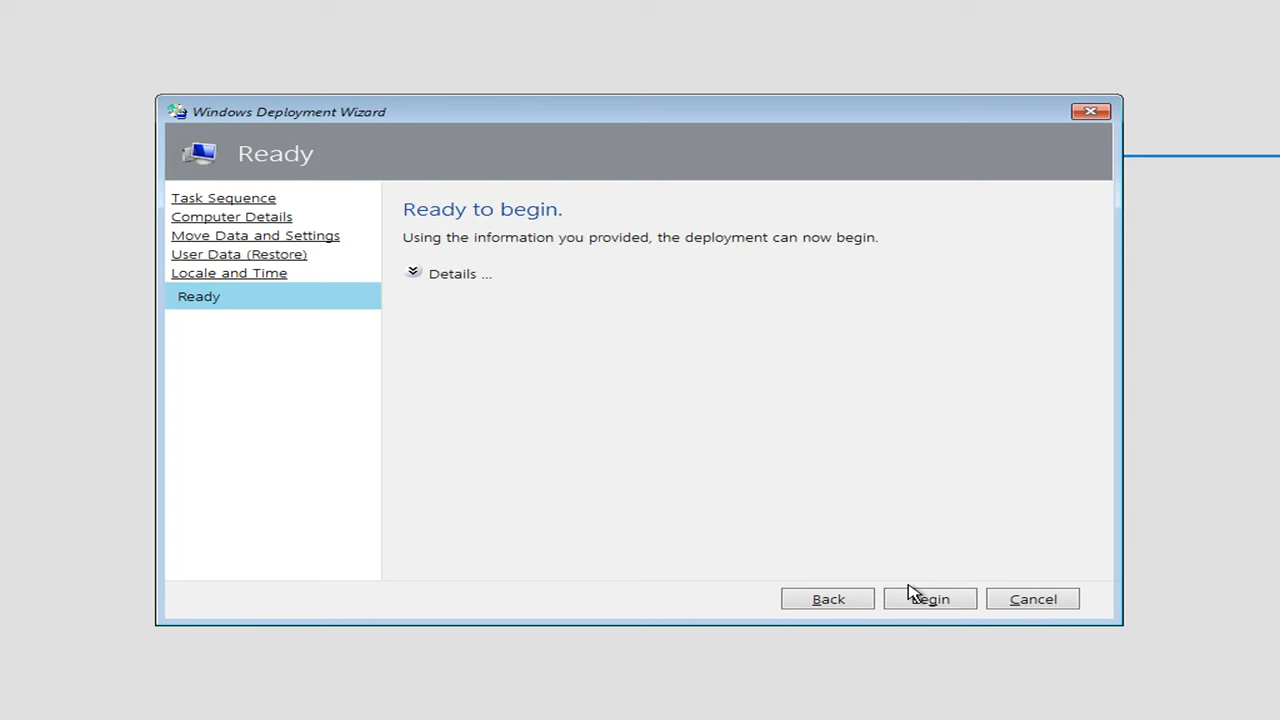 Windows Deployment Wizard
Ready
Task Sequence
Computer Details
Move Data and Settings
User Data (Restore)
Locale and Time
Ready
Ready to begin.
Using the information you provided, the deployment can now begin.
Details ...
Back
Begin
Cancel